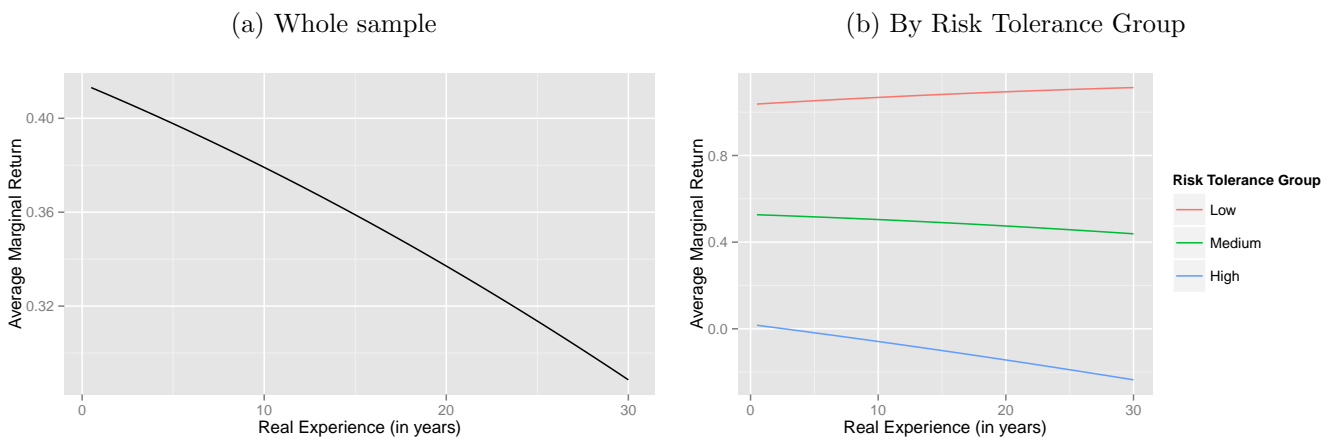 (a) Whole sample
Average Marginal Return
0.40
0.36
0.32
0
10
20
30
Real Experience (in years)
(b) By Risk Tolerance Group
Average Marginal Return
0.8
0.4
0.0
0
10
20
30
Real Experience (in years)
Risk Tolerance Group
Low
Medium
High